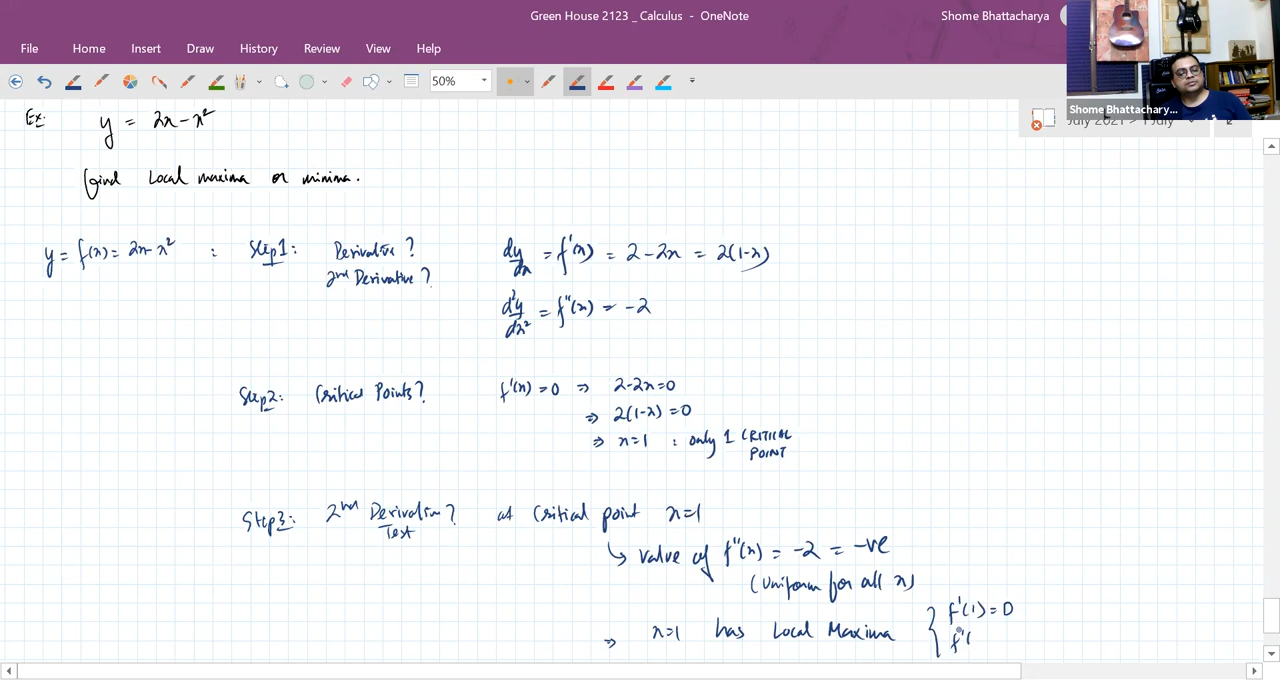 Green House 2123 _ Calculus - OneNote
Shome Bhattacharya
File Home Insert Draw History Review View Help
50%
Shome Bhattachary...
July 2021 > 1 July
Ex: y = 2x - x²
Find Local maxima or minima.
y = f(x) = 2x - x² : Step1: Derivative? dy/dx = f'(x) = 2 - 2x = 2(1-x)
2nd Derivative?
d²y/dx² = f''(x) = -2
Step2: Critical Points? f'(x) = 0 ⇒ 2-2x=0
⇒ 2(1-x) = 0
⇒ x=1 : only 1 CRITICAL
POINT
Step3: 2nd Derivative? at Critical point x=1
Test
↳ value of f''(x) = -2 = -ve
(Uniform for all x)
⇒ x=1 has Local Maxima { f'(1) = 0
f''(